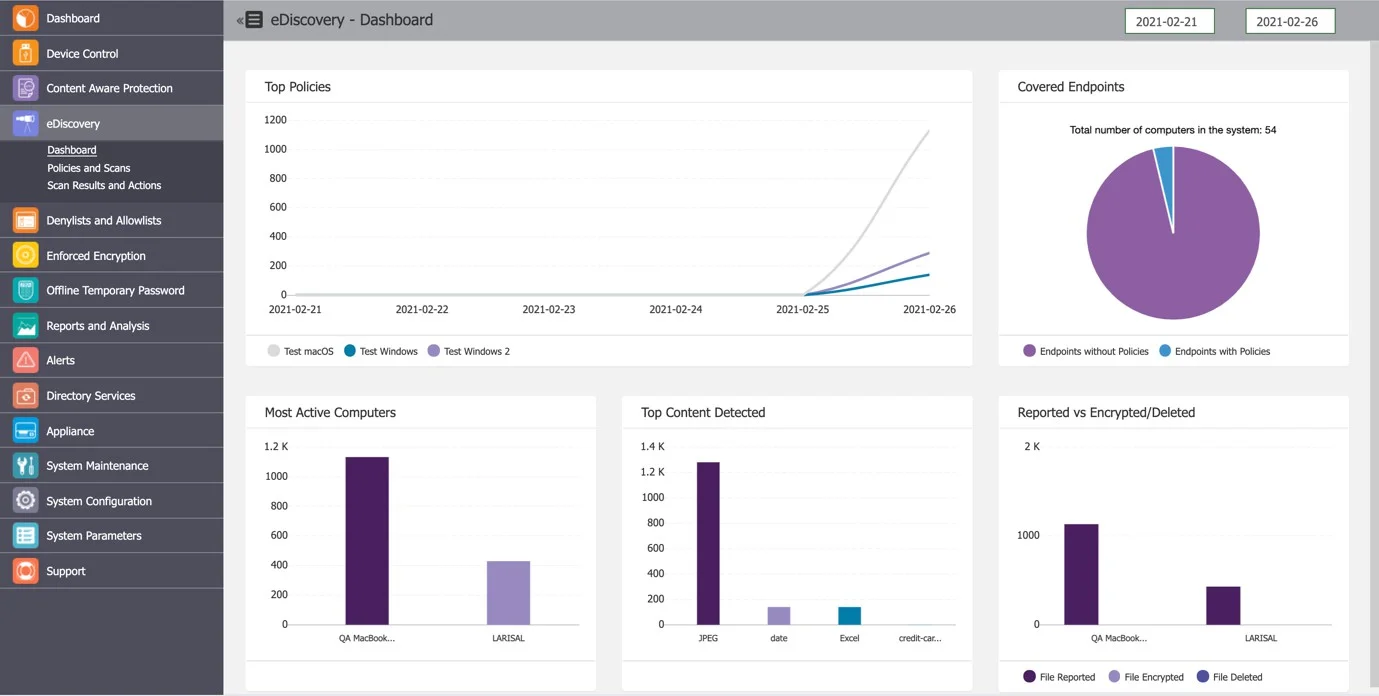 Dashboard
Device Control
Content Aware Protection
eDiscovery
Dashboard
Policies and Scans
Scan Results and Actions
Denylists and Allowlists
Enforced Encryption
Offline Temporary Password
Reports and Analysis
Alerts
Directory Services
Appliance
System Maintenance
System Configuration
System Parameters
Support
eDiscovery - Dashboard
2021-02-21 2021-02-26
Top Policies
1200
1000
800
600
400
200
0
2021-02-21 2021-02-22 2021-02-23 2021-02-24 2021-02-25 2021-02-26
Test macOS Test Windows Test Windows 2
Covered Endpoints
Total number of computers in the system: 54
Endpoints without Policies Endpoints with Policies
Most Active Computers
1.2 K
1000
800
600
400
200
0
QA MacBook... LARISAL
Top Content Detected
1.4 K
1.2 K
1000
800
600
400
200
0
JPEG date Excel credit-car...
Reported vs Encrypted/Deleted
2 K
1000
0
QA MacBook... LARISAL
File Reported File Encrypted File Deleted